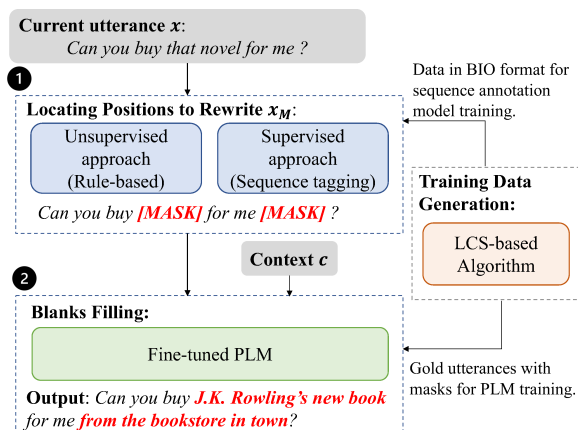 Current utterance x:
Can you buy that novel for me ?
1
Locating Positions to Rewrite x_M:
Unsupervised
approach
(Rule-based)
Supervised
approach
(Sequence tagging)
Can you buy [MASK] for me [MASK] ?
Data in BIO format for
sequence annotation
model training.
Training Data
Generation:
LCS-based
Algorithm
Context c
2
Blanks Filling:
Fine-tuned PLM
Output: Can you buy J.K. Rowling's new book
for me from the bookstore in town?
Gold utterances with
masks for PLM training.